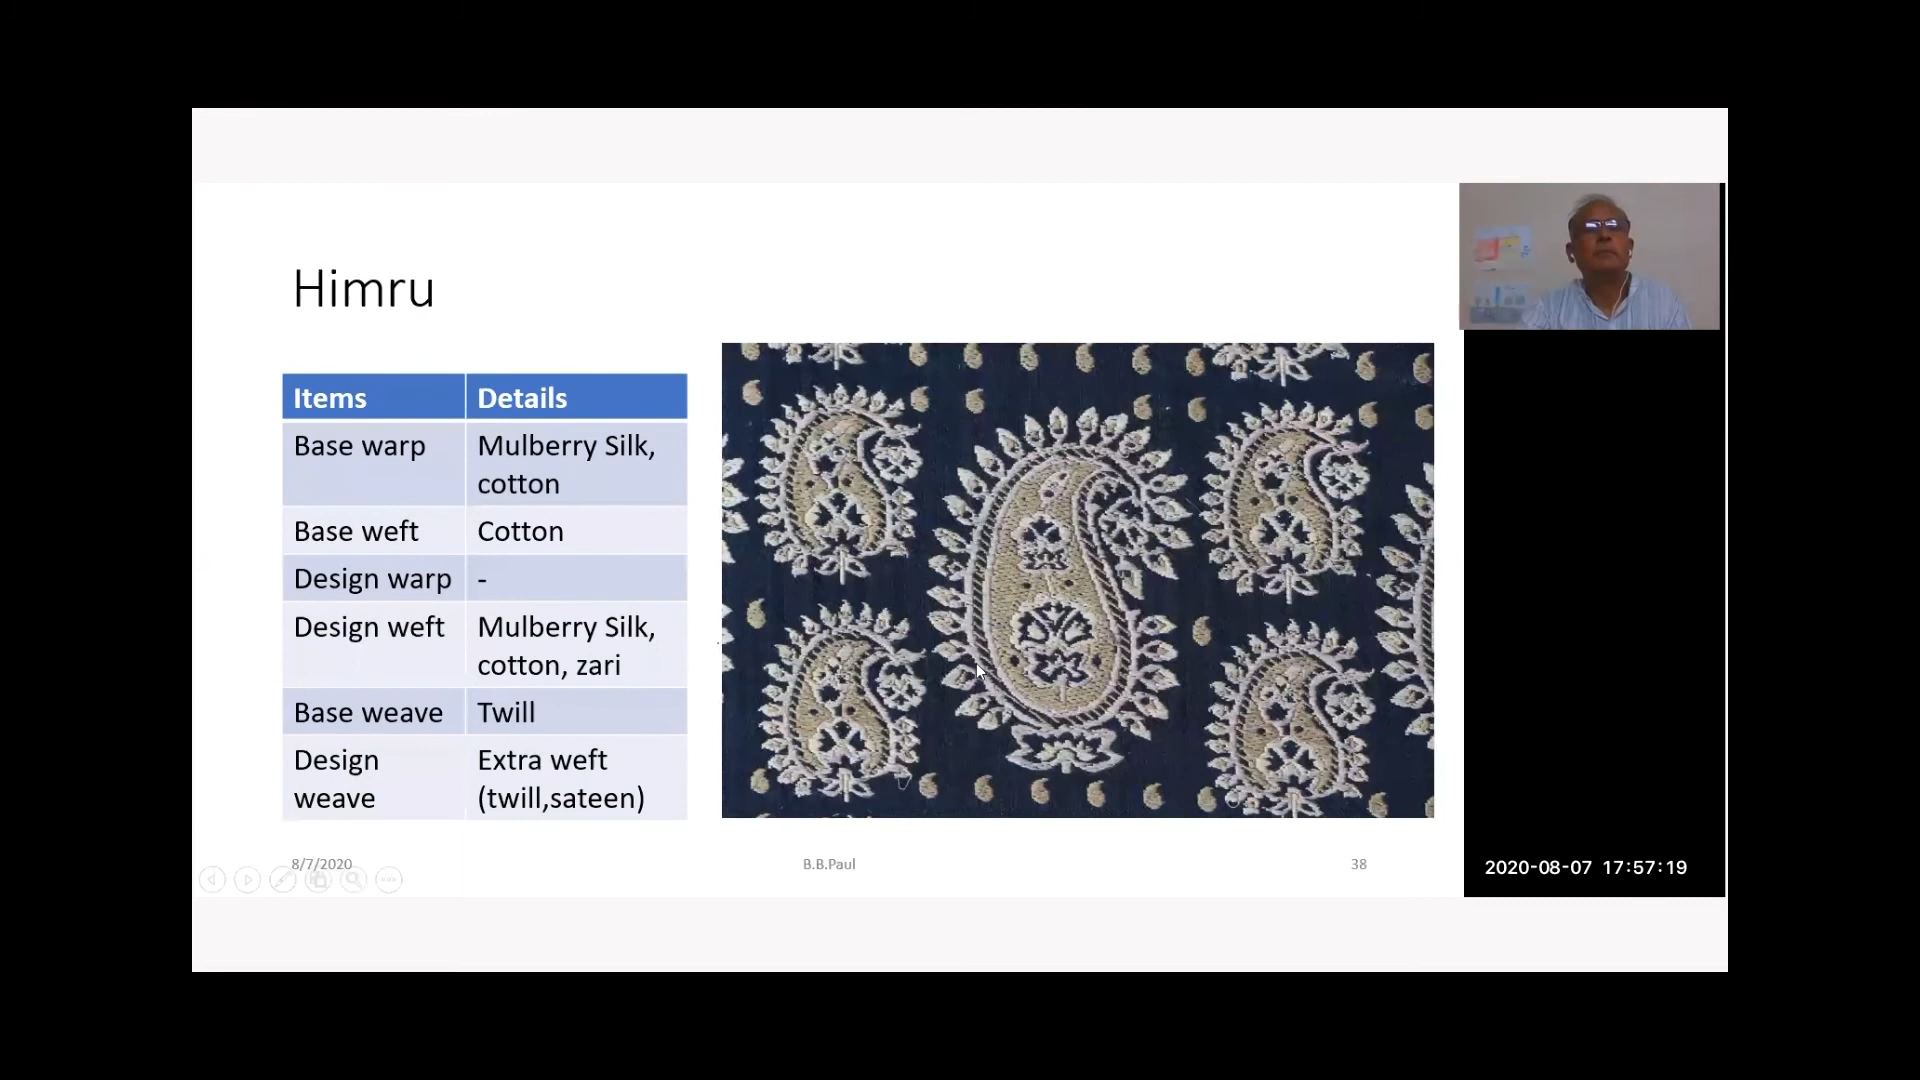 Himru
Items Details
Base warp Mulberry Silk,
cotton
Base weft Cotton
Design warp -
Design weft Mulberry Silk,
cotton, zari
Base weave Twill
Design Extra weft
weave (twill,sateen)
8/7/2020 B.B.Paul 38
2020-08-07 17:57:19